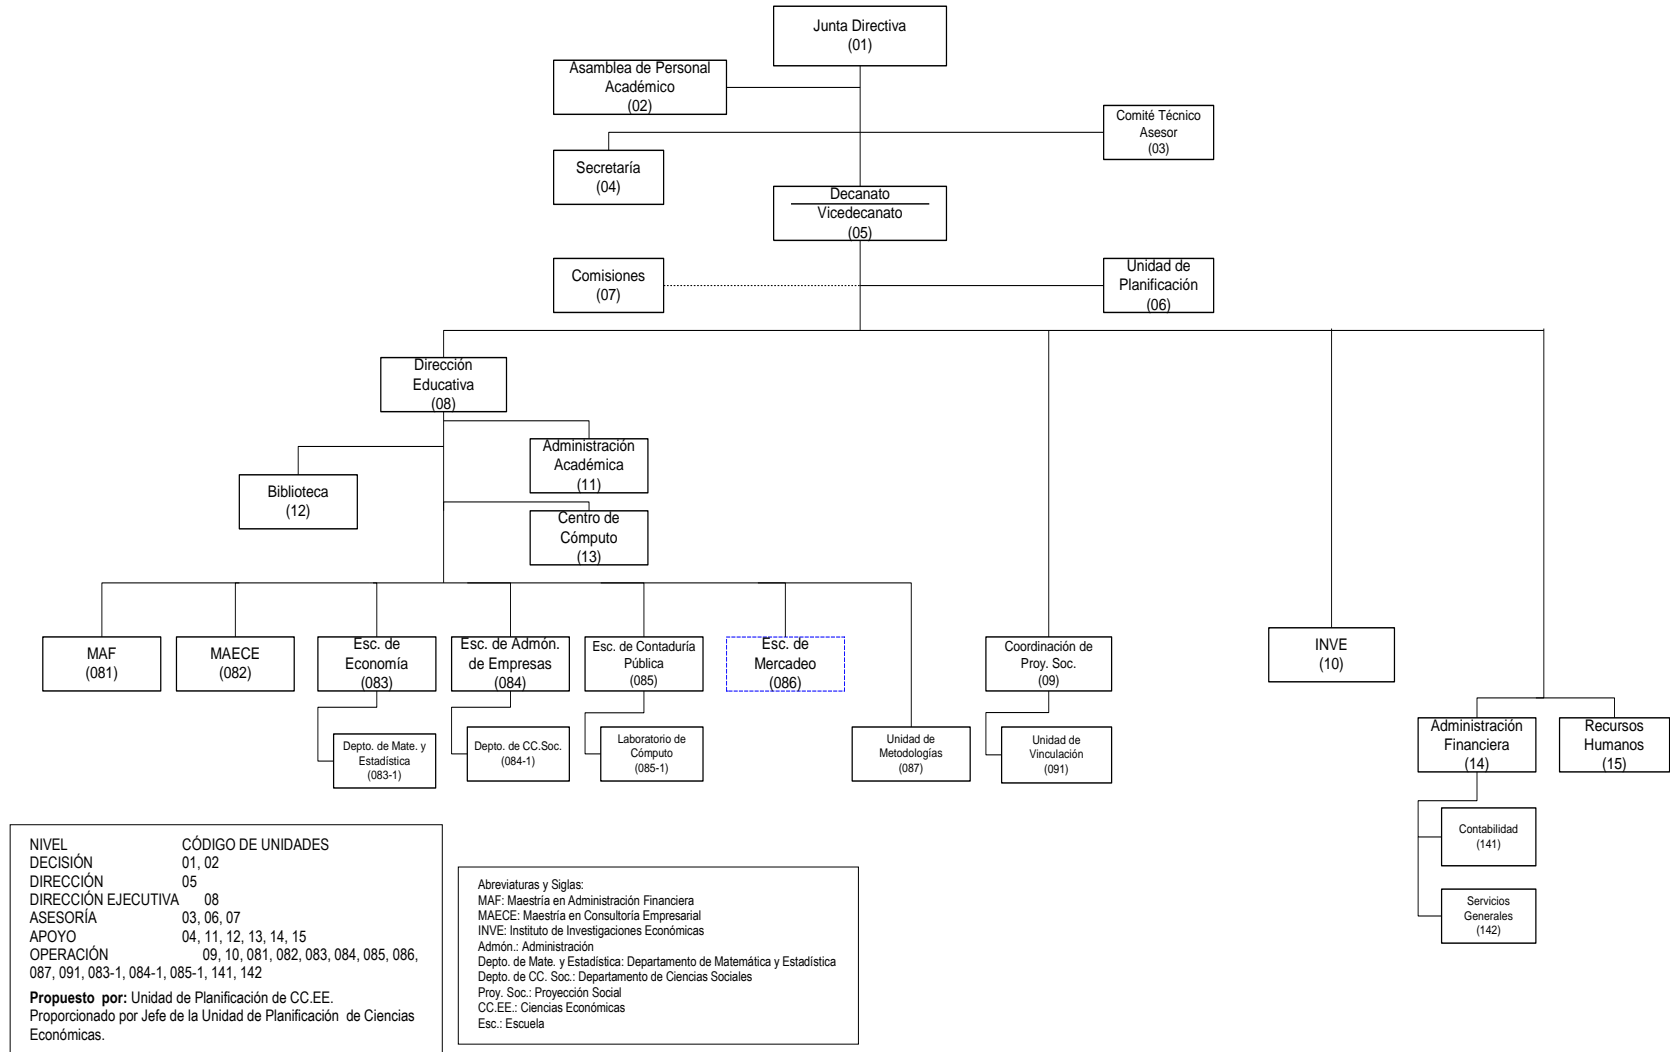 Junta Directiva
(01)
Asamblea de Personal
Académico
(02)
Comité Técnico
Asesor
(03)
Secretaría
(04)
Decanato
Vicedecanato
(05)
Comisiones
(07)
Unidad de
Planificación
(06)
Dirección
Educativa
(08)
Administración
Académica
(11)
Biblioteca
(12)
Centro de
Cómputo
(13)
MAF
(081)
MAECE
(082)
Esc. de
Economía
(083)
Esc. de Admón.
de Empresas
(084)
Esc. de Contaduría
Pública
(085)
Esc. de
Mercadeo
(086)
Coordinación de
Proy. Soc.
(09)
INVE
(10)
Depto. de Mate. y
Estadística
(083-1)
Depto. de CC.Soc.
(084-1)
Laboratorio de
Cómputo
(085-1)
Unidad de
Metodologías
(087)
Unidad de
Vinculación
(091)
Administración
Financiera
(14)
Recursos
Humanos
(15)
Contabilidad
(141)
Servicios
Generales
(142)
NIVEL CÓDIGO DE UNIDADES
DECISIÓN 01, 02
DIRECCIÓN 05
DIRECCIÓN EJECUTIVA 08
ASESORÍA 03, 06, 07
APOYO 04, 11, 12, 13, 14, 15
OPERACIÓN 09, 10, 081, 082, 083, 084, 085, 086,
087, 091, 083-1, 084-1, 085-1, 141, 142
Propuesto por: Unidad de Planificación de CC.EE.
Proporcionado por Jefe de la Unidad de Planificación de Ciencias
Económicas.
Abreviaturas y Siglas:
MAF: Maestría en Administración Financiera
MAECE: Maestría en Consultoría Empresarial
INVE: Instituto de Investigaciones Económicas
Admón.: Administración
Depto. de Mate. y Estadística: Departamento de Matemática y Estadística
Depto. de CC. Soc.: Departamento de Ciencias Sociales
Proy. Soc.: Proyección Social
CC.EE.: Ciencias Económicas
Esc.: Escuela